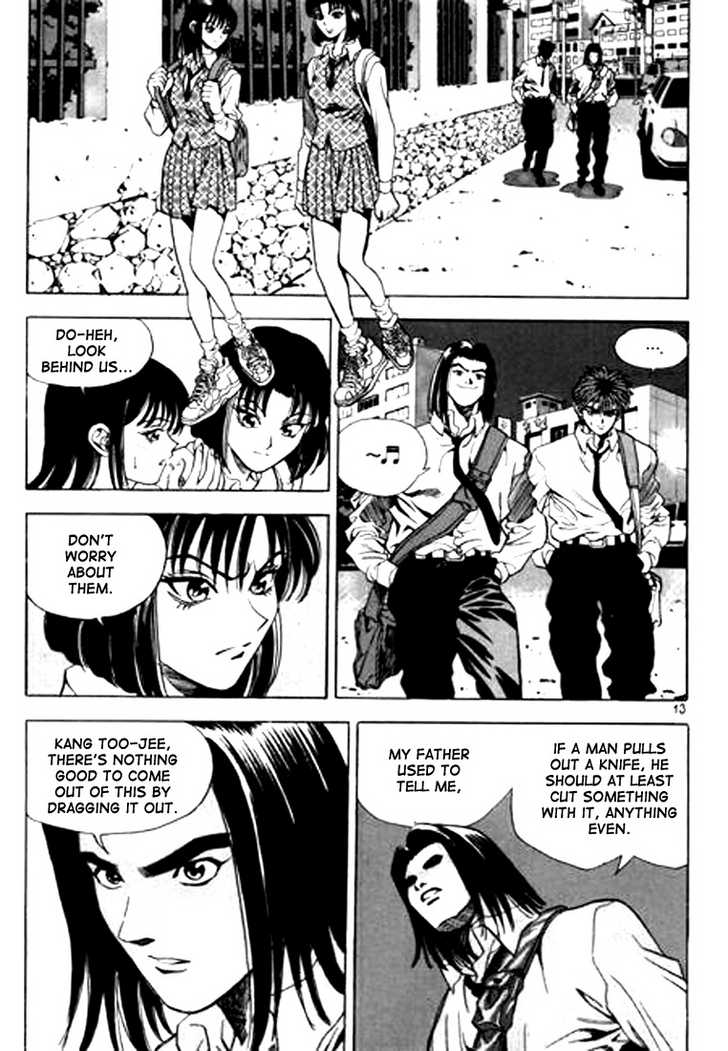 DO-HEH,
LOOK
BEHIND US...
....
~♫
DON'T
WORRY
ABOUT
THEM.
13
KANG TOO-JEE,
THERE'S NOTHING
GOOD TO COME
OUT OF THIS BY
DRAGGING IT OUT.
MY FATHER
USED TO
TELL ME,
IF A MAN PULLS
OUT A KNIFE, HE
SHOULD AT LEAST
CUT SOMETHING
WITH IT, ANYTHING
EVEN.